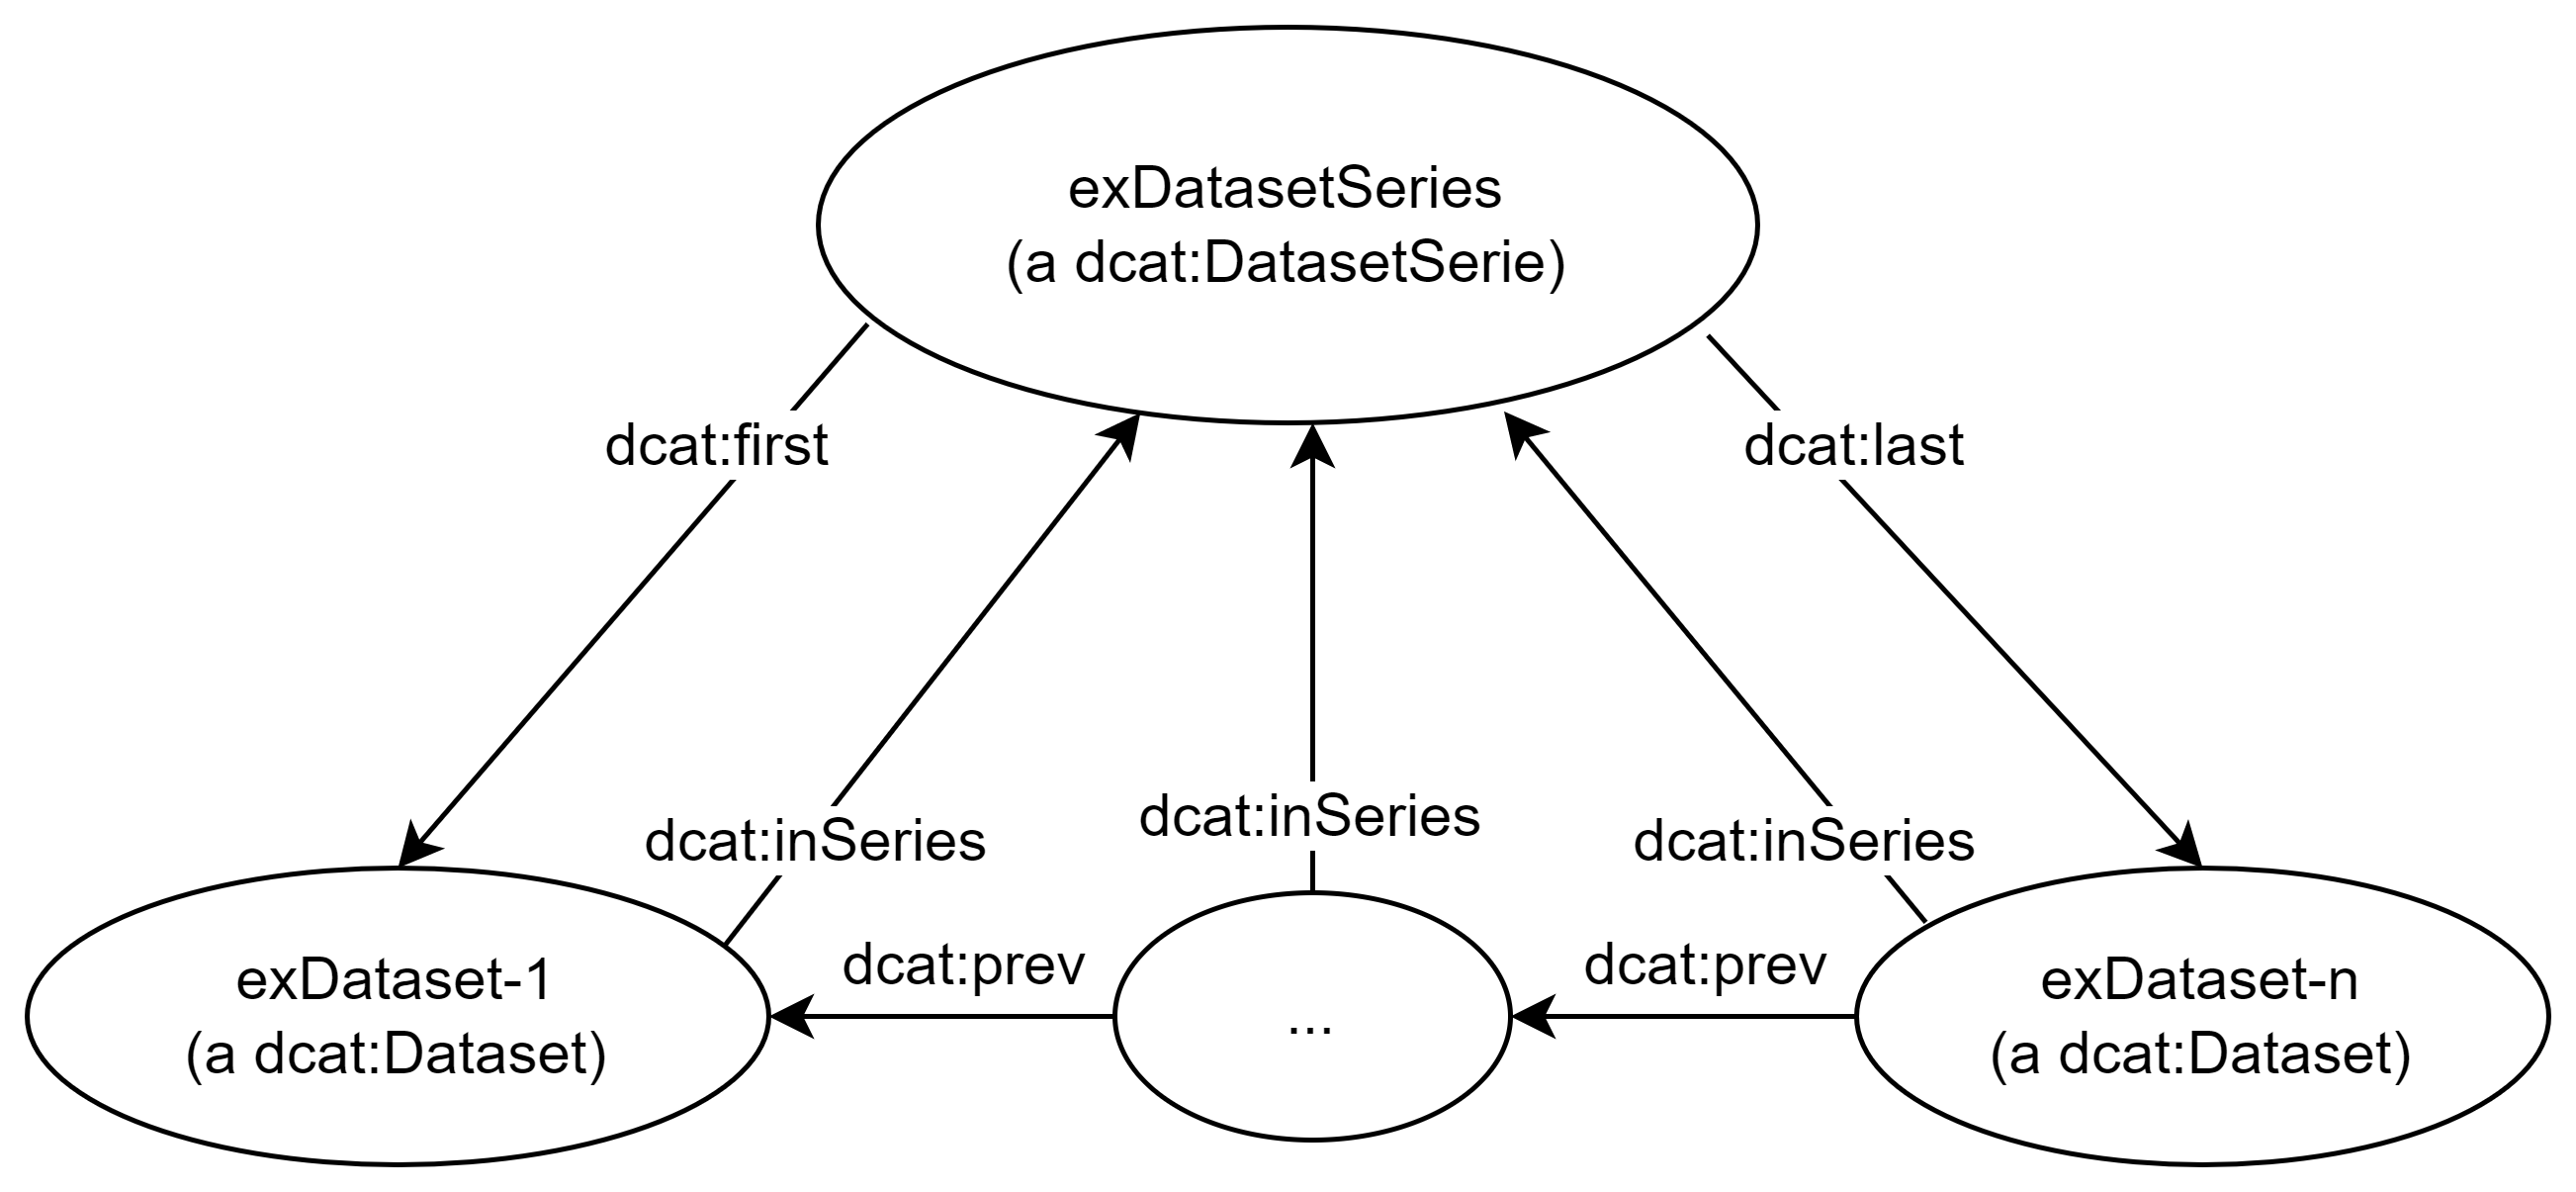 exDatasetSeries
(a dcat:DatasetSerie)
dcat:first
dcat:last
dcat:inSeries
dcat:inSeries
dcat:inSeries
dcat:prev
dcat:prev
exDataset-1
(a dcat:Dataset)
...
exDataset-n
(a dcat:Dataset)